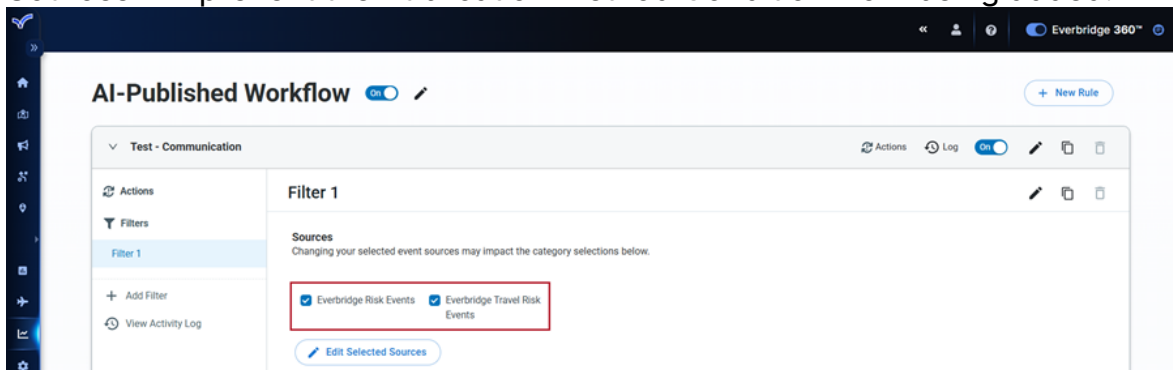 Everbridge 360™
AI-Published Workflow
On
+ New Rule
Test - Communication
Actions
Log
On
Actions
Filters
Filter 1
+ Add Filter
View Activity Log
Filter 1
Sources
Changing your selected event sources may impact the category selections below.
Everbridge Risk Events
Everbridge Travel Risk
Events
Edit Selected Sources